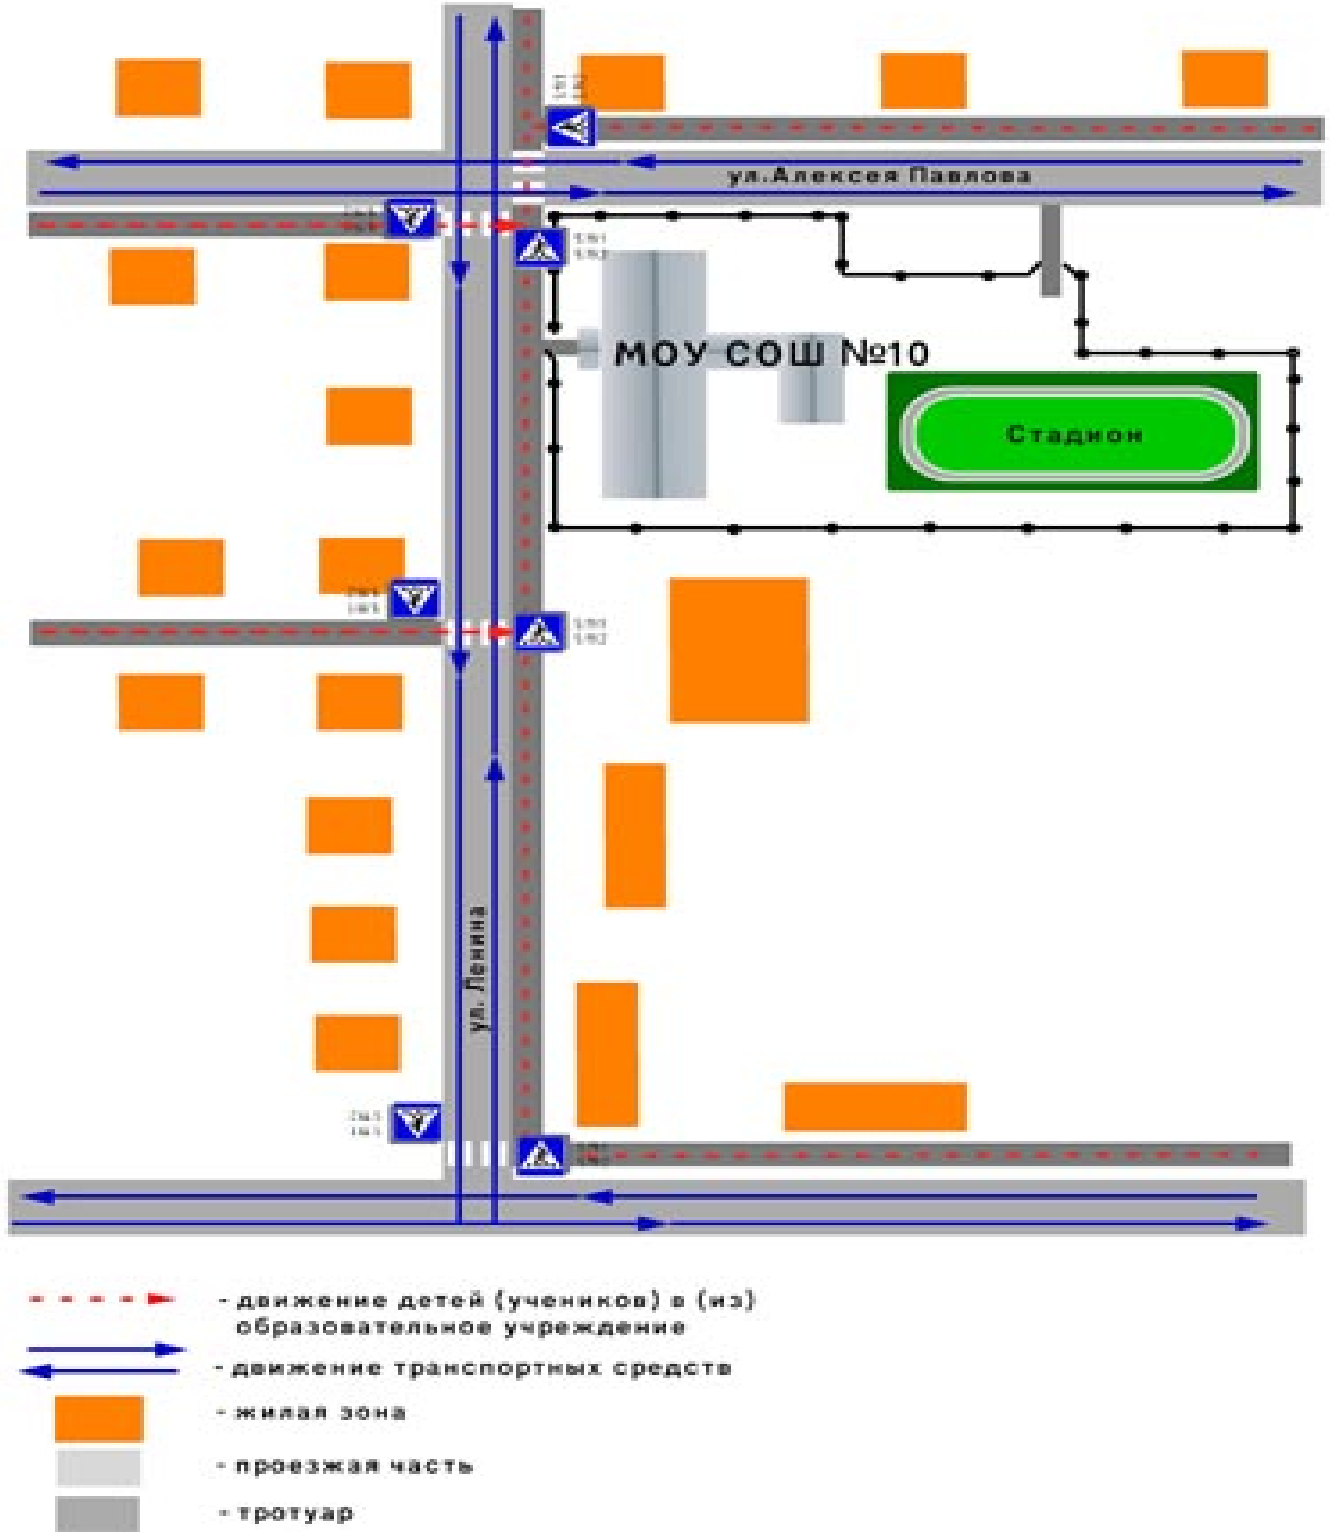 ул.Алексея Павлова
МОУ СОШ №10
Стадион
ул. Ленина
- движение детей (учеников) в (из)
образовательное учреждение
- движение транспортных средств
- жилая зона
- проезжая часть
- тротуар